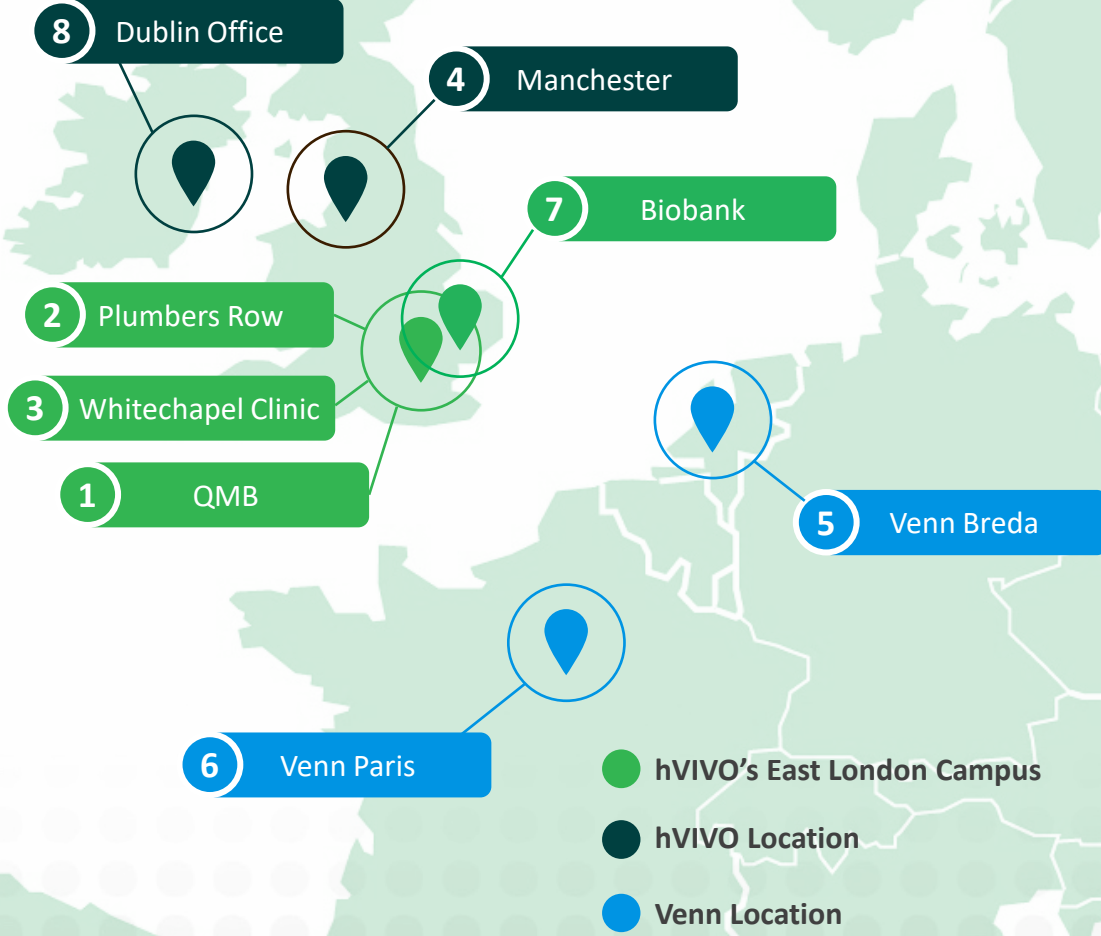 8 Dublin Office
4 Manchester
7 Biobank
2 Plumbers Row
3 Whitechapel Clinic
1 QMB
5 Venn Breda
6 Venn Paris
hVIVO’s East London Campus
hVIVO Location
Venn Location